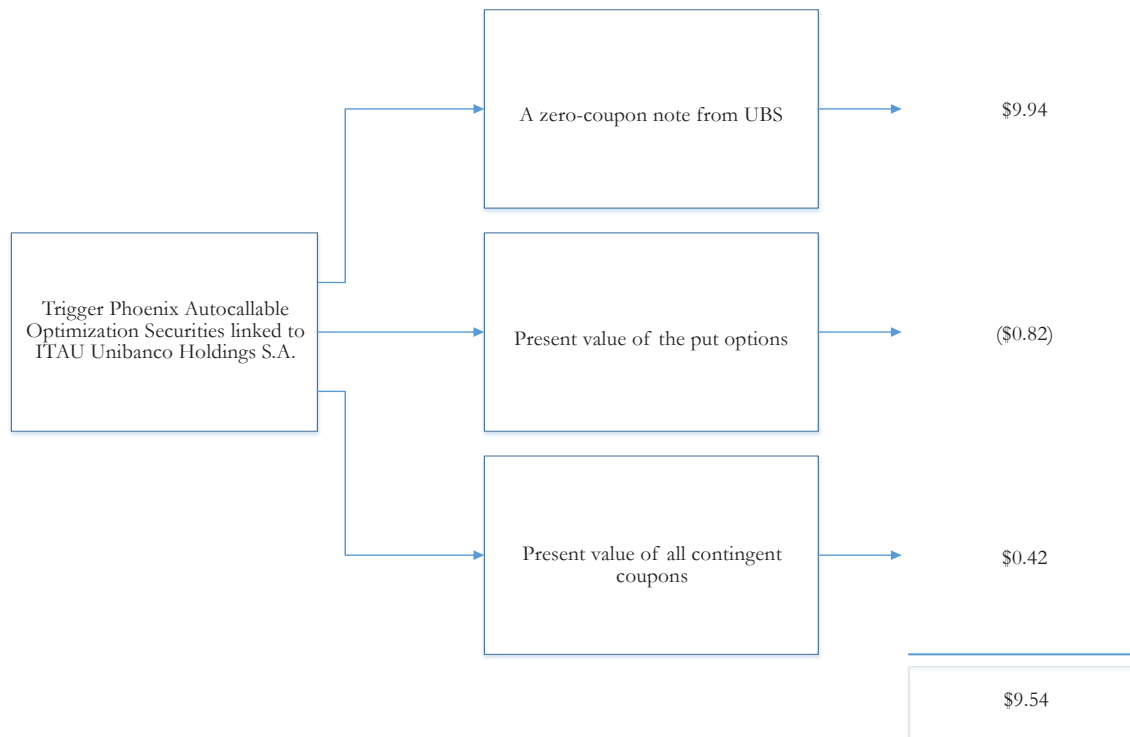 A zero-coupon note from UBS
$9.94
Trigger Phoenix Autocallable
Optimization Securities linked to
ITAU Unibanco Holdings S.A.
Present value of the put options
($0.82)
Present value of all contingent
coupons
$0.42
$9.54